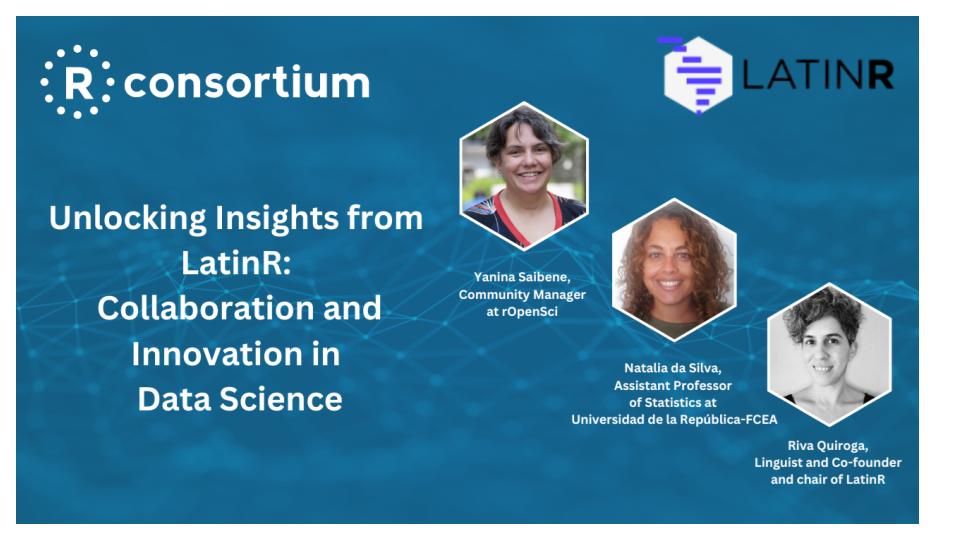 R consortium
LATINR
Unlocking Insights from
LatinR:
Collaboration and
Innovation in
Data Science
Yanina Saibene,
Community Manager
at rOpenSci
Natalia da Silva,
Assistant Professor
of Statistics at
Universidad de la República-FCEA
Riva Quiroga,
Linguist and Co-founder
and chair of LatinR